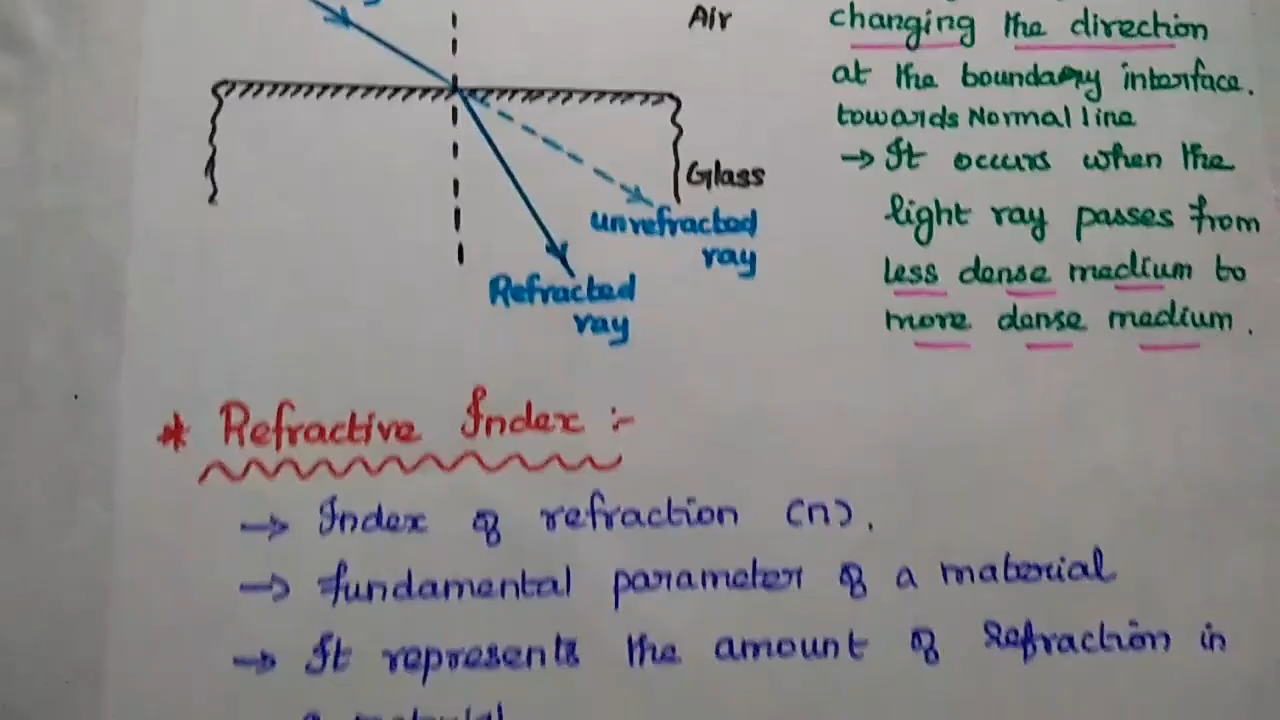 Air
Glass
unrefracted
ray
Refracted
ray
changing the direction
at the boundary interface.
towards Normal line
→ It occurs when the
light ray passes from
less dense medium to
more dense medium.
* Refractive Index :-
→ Index of refraction (n).
→ fundamental parameter of a material
→ It represents the amount of refraction in
a material